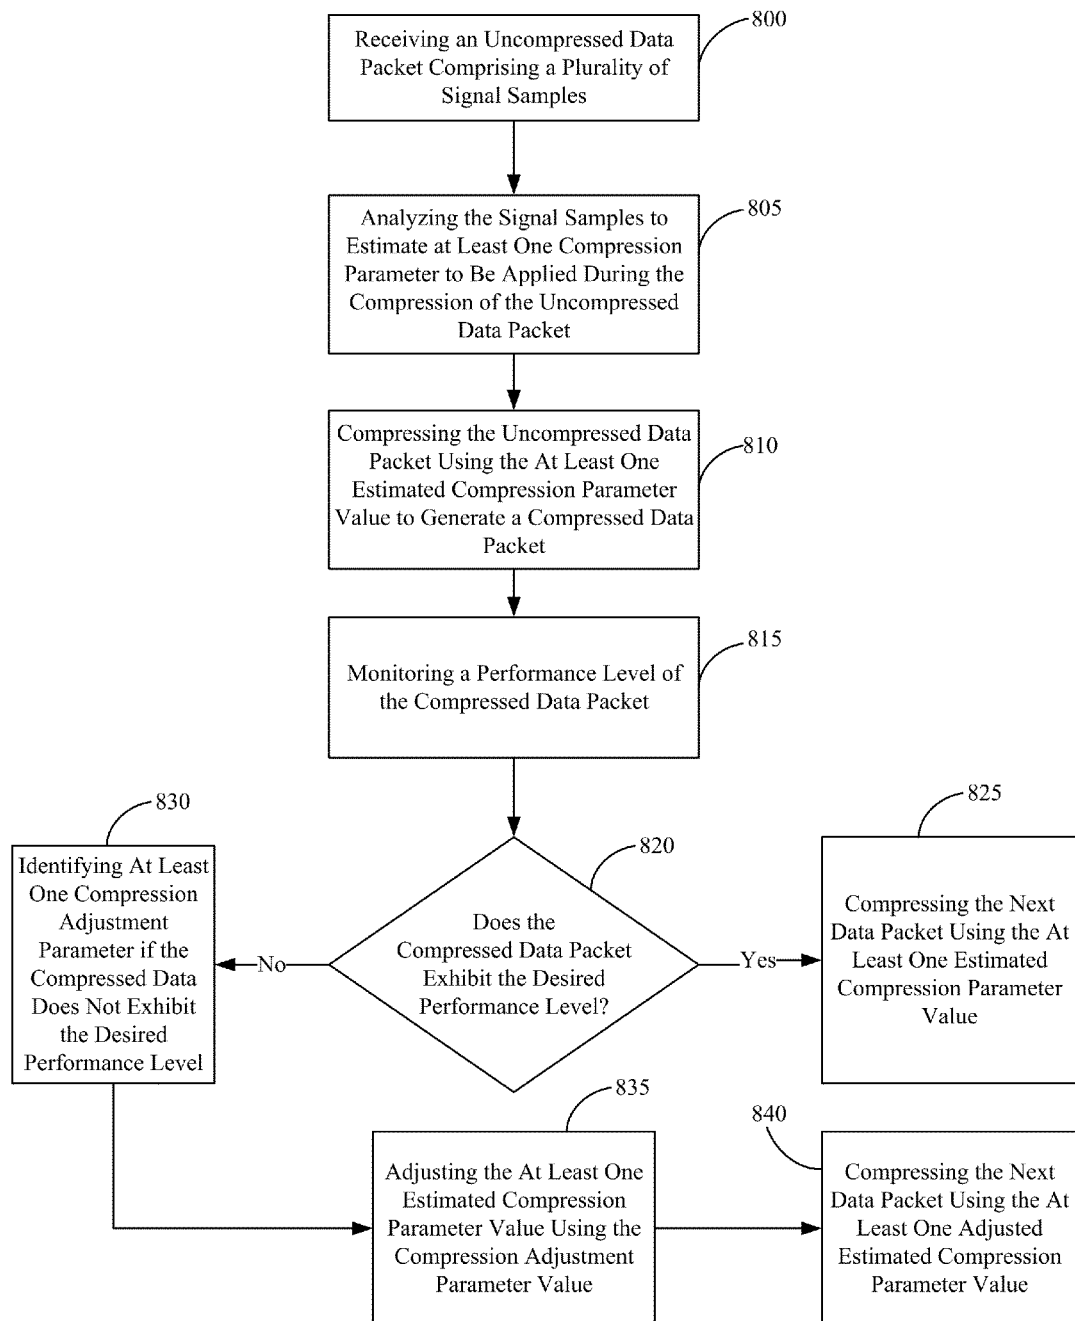 800
Receiving an Uncompressed Data
Packet Comprising a Plurality of
Signal Samples
805
Analyzing the Signal Samples to
Estimate at Least One Compression
Parameter to Be Applied During the
Compression of the Uncompressed
Data Packet
810
Compressing the Uncompressed Data
Packet Using the At Least One
Estimated Compression Parameter
Value to Generate a Compressed Data
Packet
815
Monitoring a Performance Level of
the Compressed Data Packet
820
Does the
Compressed Data Packet
Exhibit the Desired
Performance Level?
Yes
825
Compressing the Next
Data Packet Using the At
Least One Estimated
Compression Parameter
Value
No
830
Identifying At Least
One Compression
Adjustment
Parameter if the
Compressed Data
Does Not Exhibit
the Desired
Performance Level
835
Adjusting the At Least One
Estimated Compression
Parameter Value Using the
Compression Adjustment
Parameter Value
840
Compressing the Next
Data Packet Using the At
Least One Adjusted
Estimated Compression
Parameter Value